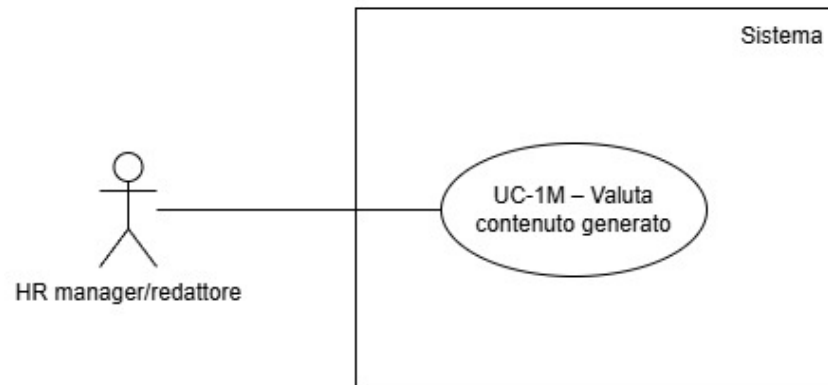 Sistema
UC-1M – Valuta
contenuto generato
HR manager/redattore